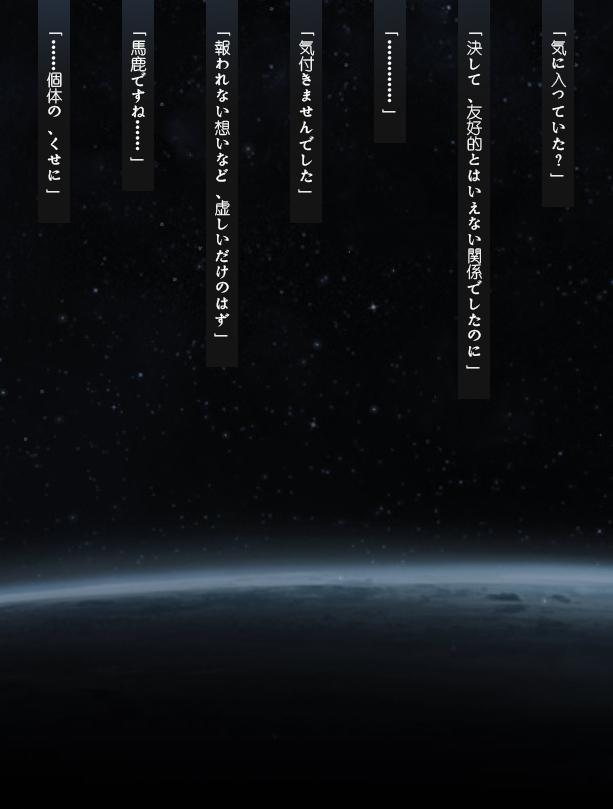 「気に入っていた？」
「決して、友好的とはいえない関係でしたのに」
「…………」
「気付きませんでした」
「報われない想いなど、虚しいだけのはず」
「馬鹿ですね……」
「……個体の、くせに」